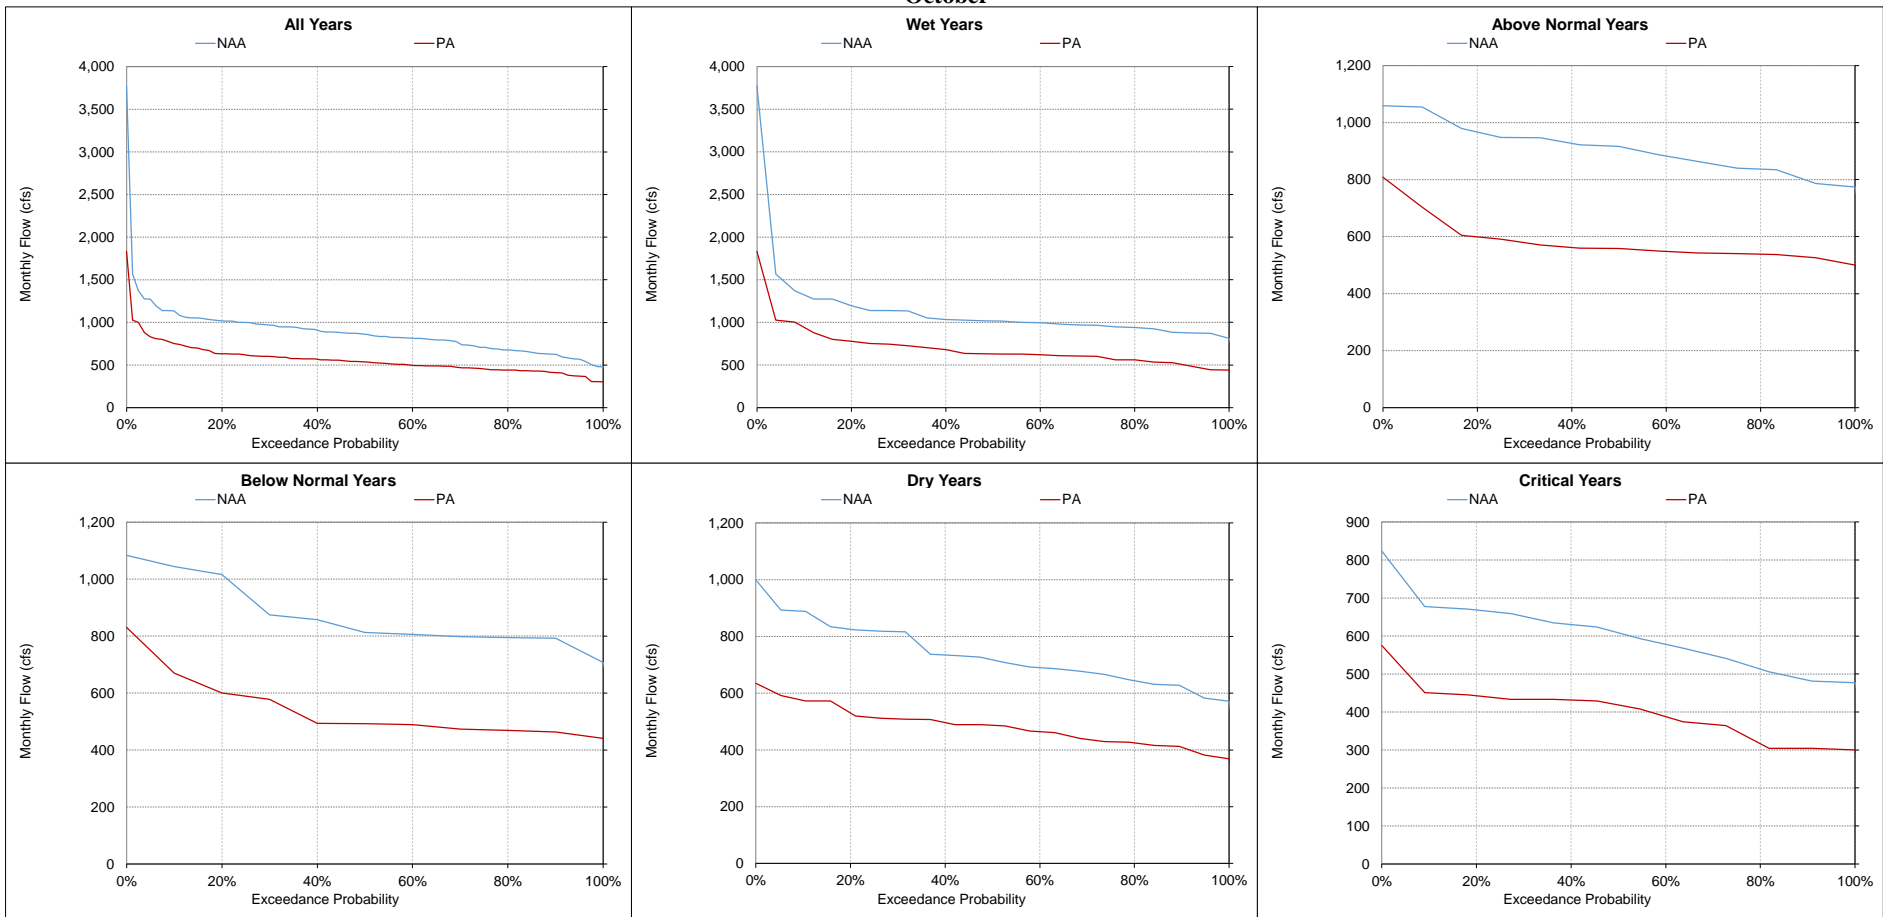 October
All Years
NAA PA
4,000
3,500
3,000
2,500
2,000
1,500
1,000
500
0
Monthly Flow (cfs)
0% 20% 40% 60% 80% 100%
Exceedance Probability
Wet Years
NAA PA
4,000
3,500
3,000
2,500
2,000
1,500
1,000
500
0
Monthly Flow (cfs)
0% 20% 40% 60% 80% 100%
Exceedance Probability
Above Normal Years
NAA PA
1,200
1,000
800
600
400
200
0
Monthly Flow (cfs)
0% 20% 40% 60% 80% 100%
Exceedance Probability
Below Normal Years
NAA PA
1,200
1,000
800
600
400
200
0
Monthly Flow (cfs)
0% 20% 40% 60% 80% 100%
Exceedance Probability
Dry Years
NAA PA
1,200
1,000
800
600
400
200
0
Monthly Flow (cfs)
0% 20% 40% 60% 80% 100%
Exceedance Probability
Critical Years
NAA PA
900
800
700
600
500
400
300
200
100
0
Monthly Flow (cfs)
0% 20% 40% 60% 80% 100%
Exceedance Probability